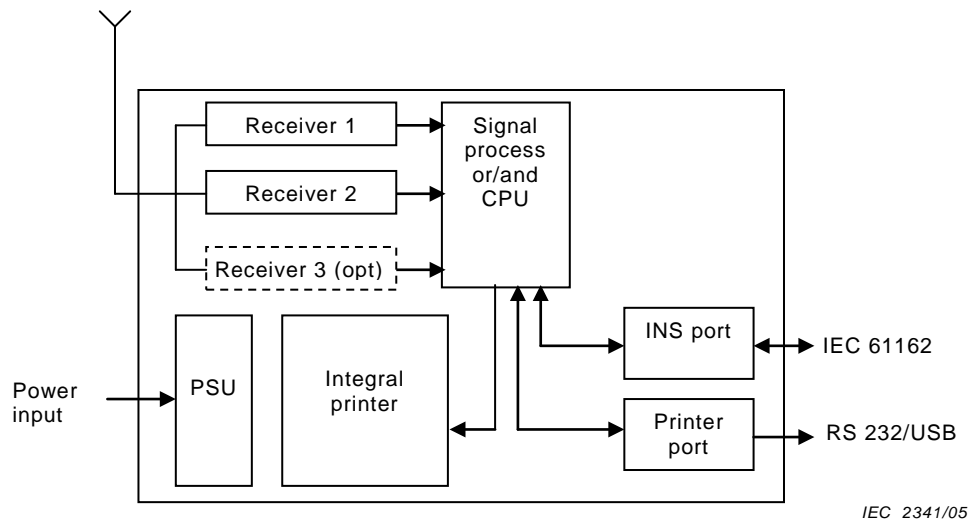 Receiver 1
Signal
process
or/and
CPU
Receiver 2
Receiver 3 (opt)
INS port
IEC 61162
Power
input
PSU
Integral
printer
Printer
port
RS 232/USB
IEC 2341/05